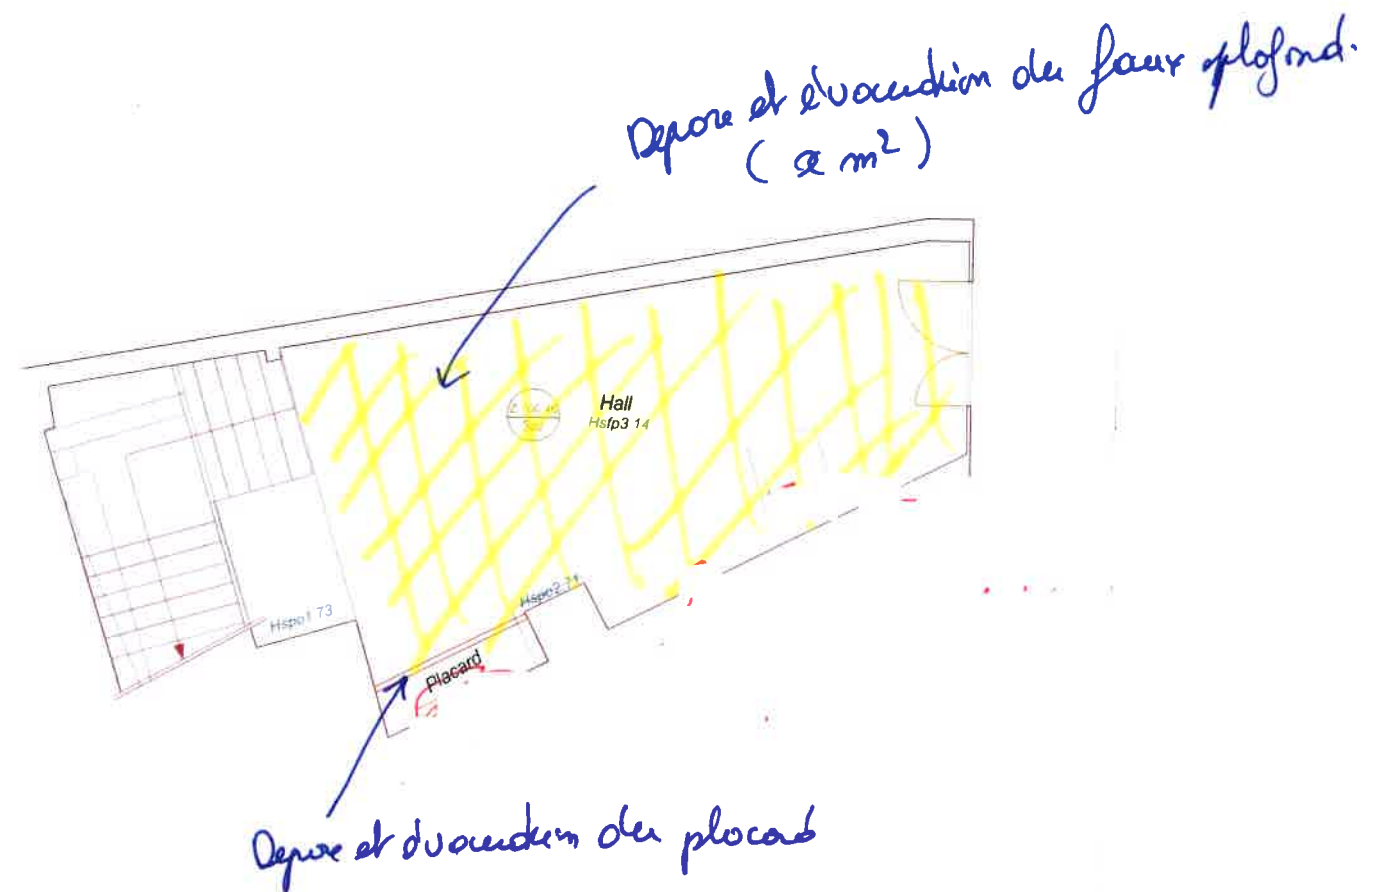 Depose et évacuation du faux plafond.
( x m²)
Hall
Hsfp3 14
Sol
Hspo2 71
Hspo1 73
Placard
Depose et évacuation du placard